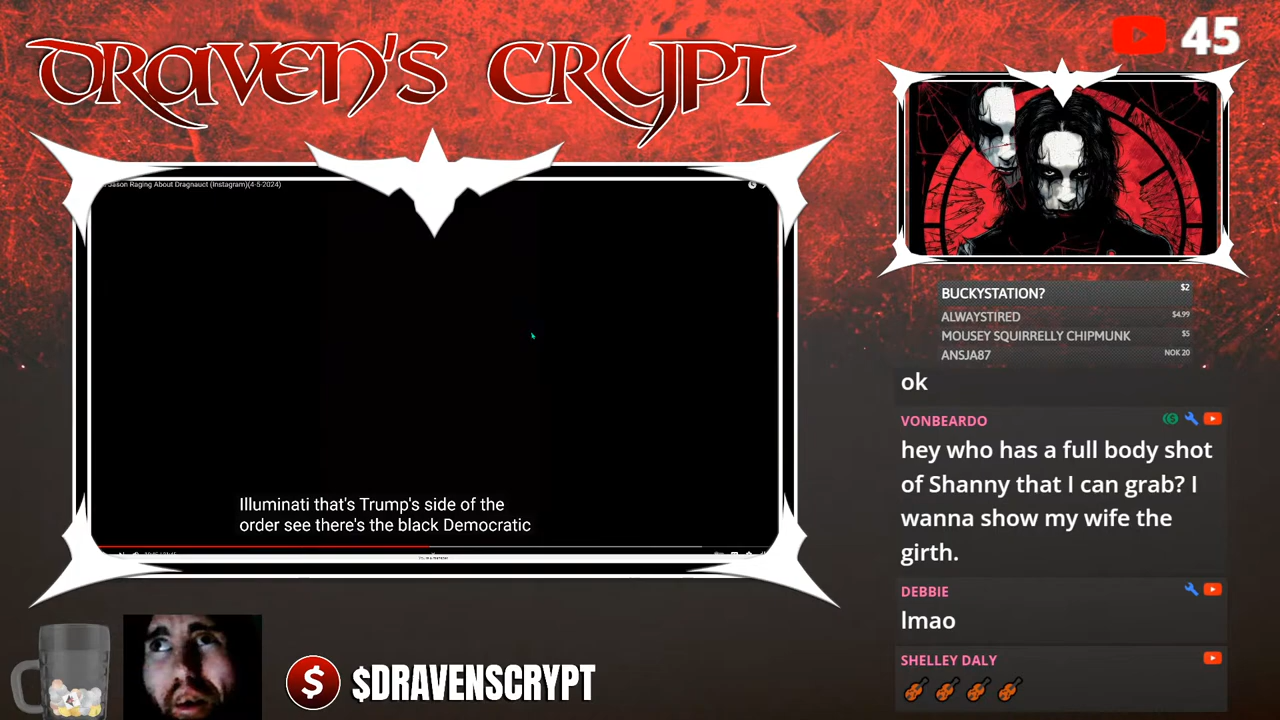 DRAVEN'S CRYPT
45
Jason Raging About Dragnauct (Instagram)(4-5-2024)
Illuminati that's Trump's side of the
order see there's the black Democratic
BUCKYSTATION? $2
ALWAYSTIRED $4.99
MOUSEY SQUIRRELLY CHIPMUNK $5
ANSJA87 NOK 20
ok
VONBEARDO
hey who has a full body shot
of Shanny that I can grab? I
wanna show my wife the
girth.
DEBBIE
lmao
SHELLEY DALY
$ $DRAVENSCRYPT